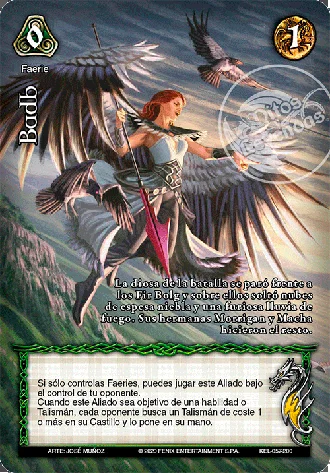 0
1
Faerie
Badb
La diosa de la batalla se paró frente a
los Fir Bolg y sobre ellos soltó nubes
de espesa niebla y una furiosa lluvia de
fuego. Sus hermanas Morrigan y Macha
hicieron el resto.
Si sólo controlas Faeries, puedes jugar este Aliado bajo
el control de tu oponente.
Cuando este Aliado sea objetivo de una habilidad o
Talismán, cada oponente busca un Talismán de coste 1
o más en su Castillo y lo pone en su mano.
ARTE: JOSÉ MUÑOZ
© 2020 FENIX ENTERTAINMENT S.P.A.